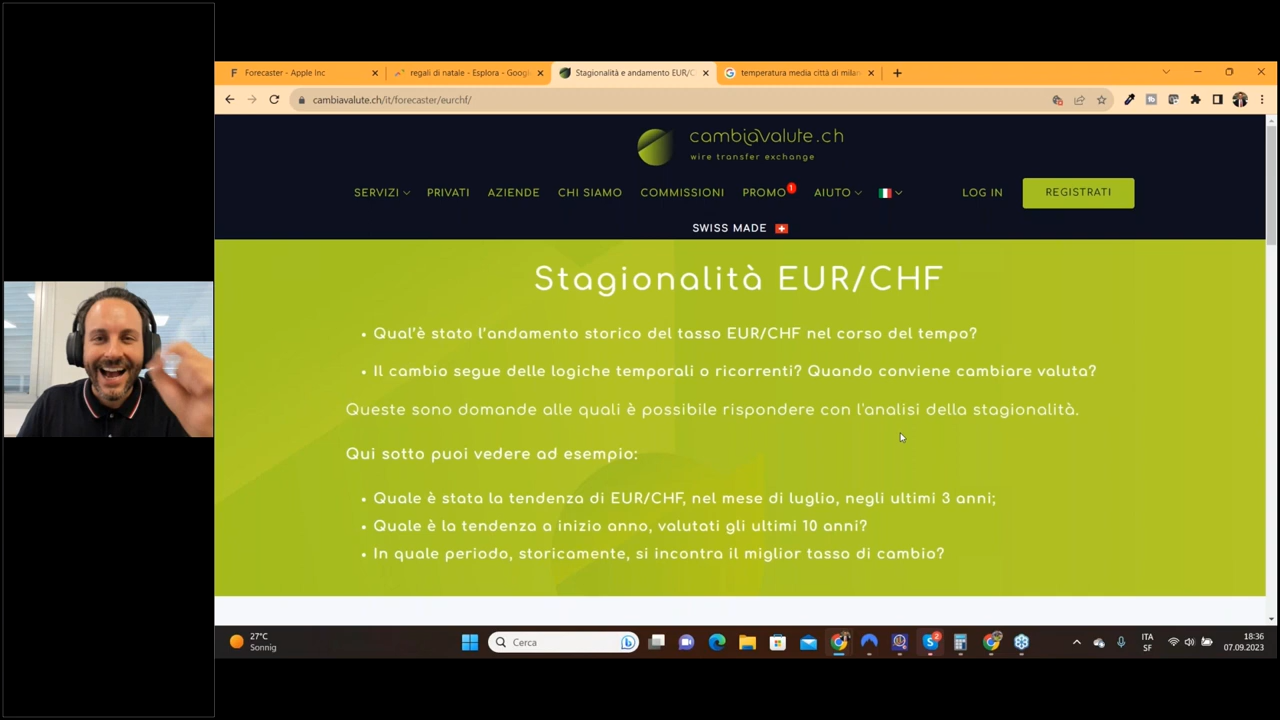 Forecaster - Apple Inc
regali di natale - Esplora - Googl
Stagionalità e andamento EUR/C
temperatura media città di milan
cambiavalute.ch/it/forecaster/eurchf/
cambiavalute.ch
wire transfer exchange
SERVIZI PRIVATI AZIENDE CHI SIAMO COMMISSIONI PROMO 1 AIUTO LOG IN REGISTRATI
SWISS MADE
Stagionalità EUR/CHF
• Qual'è stato l'andamento storico del tasso EUR/CHF nel corso del tempo?
• Il cambio segue delle logiche temporali o ricorrenti? Quando conviene cambiare valuta?
Queste sono domande alle quali è possibile rispondere con l'analisi della stagionalità.
Qui sotto puoi vedere ad esempio:
• Quale è stata la tendenza di EUR/CHF, nel mese di luglio, negli ultimi 3 anni;
• Quale è la tendenza a inizio anno, valutati gli ultimi 10 anni?
• In quale periodo, storicamente, si incontra il miglior tasso di cambio?
27°C
Sonnig
Cerca
2
ITA
SF
18:36
07.09.2023